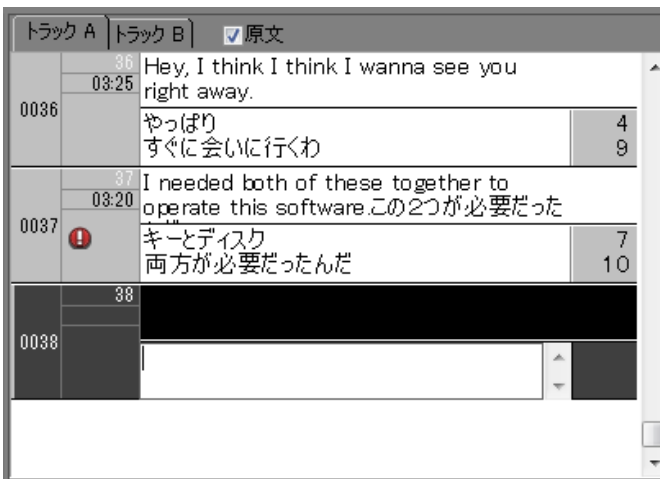 トラック A トラック B 原文
36
03:25
0036
Hey, I think I think I wanna see you
right away.
やっぱり 4
すぐに会いに行くわ 9
37
03:20
0037
I needed both of these together to
operate this software.この2つが必要だった
キーとディスク 7
両方が必要だったんだ 10
38
0038